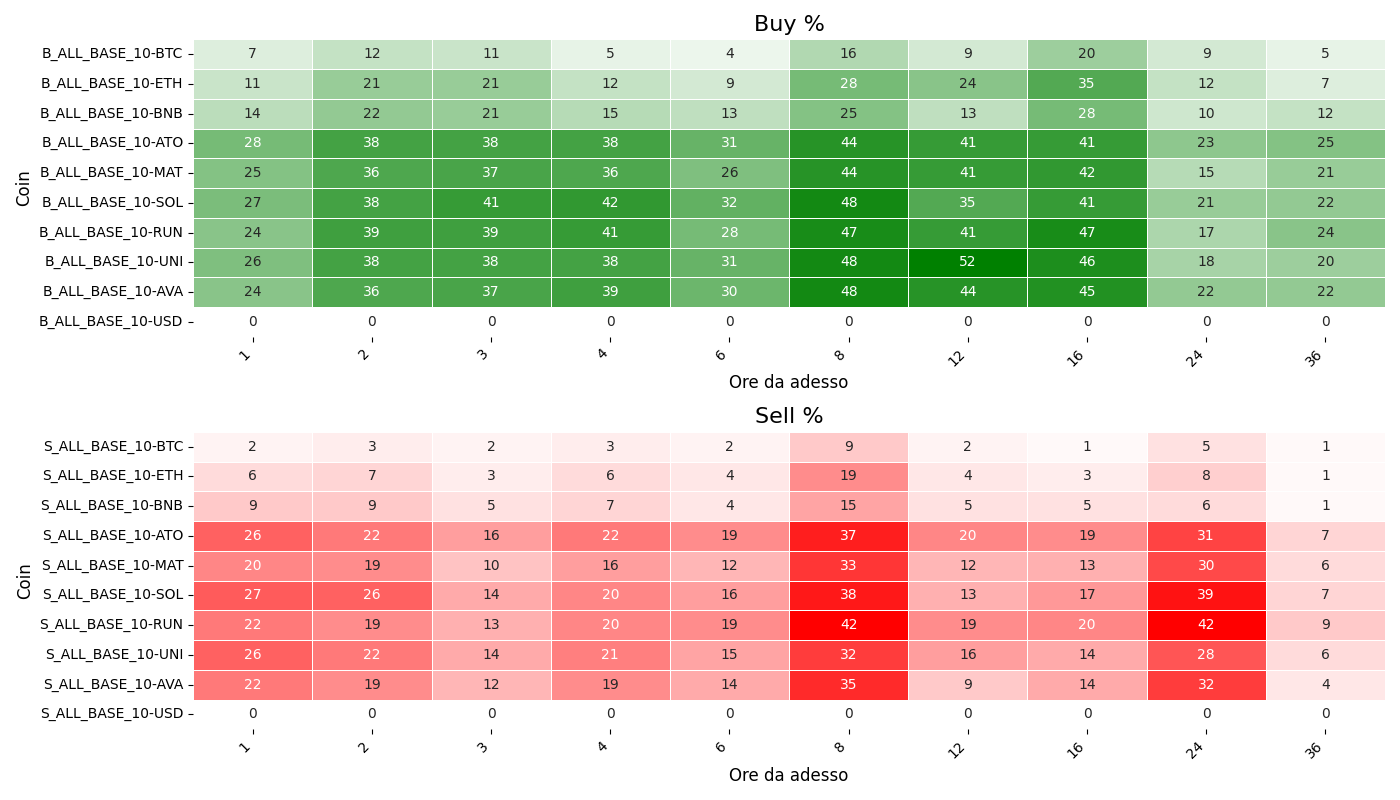 Buy %
Coin
B_ALL_BASE_10-BTC 7 12 11 5 4 16 9 20 9 5
B_ALL_BASE_10-ETH 11 21 21 12 9 28 24 35 12 7
B_ALL_BASE_10-BNB 14 22 21 15 13 25 13 28 10 12
B_ALL_BASE_10-ATO 28 38 38 38 31 44 41 41 23 25
B_ALL_BASE_10-MAT 25 36 37 36 26 44 41 42 15 21
B_ALL_BASE_10-SOL 27 38 41 42 32 48 35 41 21 22
B_ALL_BASE_10-RUN 24 39 39 41 28 47 41 47 17 24
B_ALL_BASE_10-UNI 26 38 38 38 31 48 52 46 18 20
B_ALL_BASE_10-AVA 24 36 37 39 30 48 44 45 22 22
B_ALL_BASE_10-USD 0 0 0 0 0 0 0 0 0 0
1 2 3 4 6 8 12 16 24 36
Ore da adesso
Sell %
Coin
S_ALL_BASE_10-BTC 2 3 2 3 2 9 2 1 5 1
S_ALL_BASE_10-ETH 6 7 3 6 4 19 4 3 8 1
S_ALL_BASE_10-BNB 9 9 5 7 4 15 5 5 6 1
S_ALL_BASE_10-ATO 26 22 16 22 19 37 20 19 31 7
S_ALL_BASE_10-MAT 20 19 10 16 12 33 12 13 30 6
S_ALL_BASE_10-SOL 27 26 14 20 16 38 13 17 39 7
S_ALL_BASE_10-RUN 22 19 13 20 19 42 19 20 42 9
S_ALL_BASE_10-UNI 26 22 14 21 15 32 16 14 28 6
S_ALL_BASE_10-AVA 22 19 12 19 14 35 9 14 32 4
S_ALL_BASE_10-USD 0 0 0 0 0 0 0 0 0 0
1 2 3 4 6 8 12 16 24 36
Ore da adesso